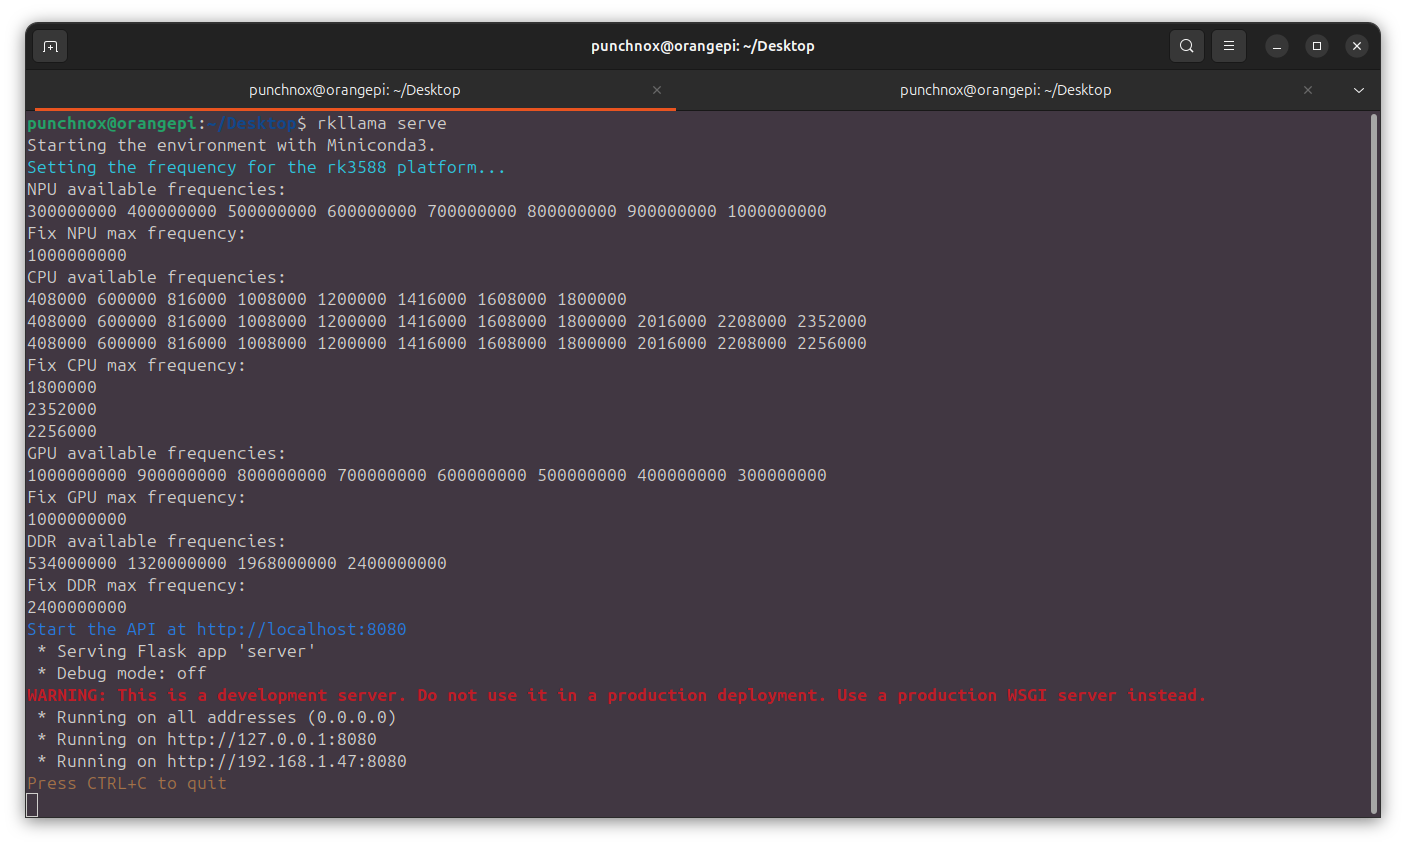 punchnox@orangepi: ~/Desktop
punchnox@orangepi: ~/Desktop
punchnox@orangepi: ~/Desktop
punchnox@orangepi:~/Desktop$ rkllama serve
Starting the environment with Miniconda3.
Setting the frequency for the rk3588 platform...
NPU available frequencies:
300000000 400000000 500000000 600000000 700000000 800000000 900000000 1000000000
Fix NPU max frequency:
1000000000
CPU available frequencies:
408000 600000 816000 1008000 1200000 1416000 1608000 1800000
408000 600000 816000 1008000 1200000 1416000 1608000 1800000 2016000 2208000 2352000
408000 600000 816000 1008000 1200000 1416000 1608000 1800000 2016000 2208000 2256000
Fix CPU max frequency:
1800000
2352000
2256000
GPU available frequencies:
1000000000 900000000 800000000 700000000 600000000 500000000 400000000 300000000
Fix GPU max frequency:
1000000000
DDR available frequencies:
534000000 1320000000 1968000000 2400000000
Fix DDR max frequency:
2400000000
Start the API at http://localhost:8080
 * Serving Flask app 'server'
 * Debug mode: off
WARNING: This is a development server. Do not use it in a production deployment. Use a production WSGI server instead.
 * Running on all addresses (0.0.0.0)
 * Running on http://127.0.0.1:8080
 * Running on http://192.168.1.47:8080
Press CTRL+C to quit